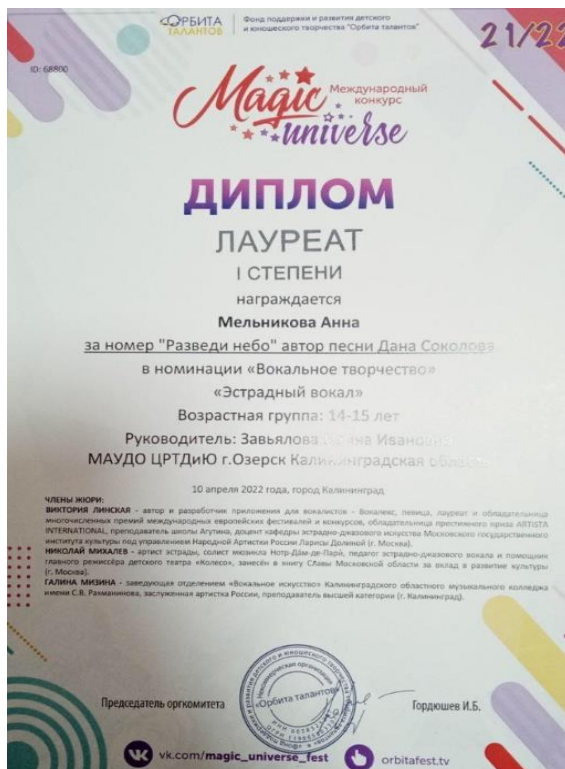 ОРБИТА
ТАЛАНТОВ
Фонд поддержки и развития детского
и юношеского творчества "Орбита талантов"
21/22
ID: 68800
Magic
universe
Международный
конкурс
ДИПЛОМ
ЛАУРЕАТ
I СТЕПЕНИ
награждается
Мельникова Анна
за номер "Разведи небо" автор песни Дана Соколова
в номинации «Вокальное творчество»
«Эстрадный вокал»
Возрастная группа: 14-15 лет
Руководитель: Завьялова Ивановна
МАУДО ЦРТДиЮ г.Озерск Калининградская область
10 апреля 2022 года, город Калининград
ЧЛЕНЫ ЖЮРИ:
ВИКТОРИЯ ЛИНСКАЯ - автор и разработчик приложения для вокалистов - Вокалекс, певица, лауреат и обладательница
многочисленных премий международных европейских фестивалей и конкурсов, обладательница престижного приза ARTISTA
INTERNATIONAL, преподаватель школы Агутина, доцент кафедры эстрадно-джазового искусства Московского государственного
института культуры под управлением Народной Артистки России Ларисы Долиной (г. Москва).
НИКОЛАЙ МИХАЛЕВ - артист эстрады, солист мюзикла Нотр-Дам-де-Пари, педагог эстрадно-джазового вокала и помощник
главного режиссёра детского театра «Колесо», занесён в книгу Славы Московской области за вклад в развитие культуры
(г. Москва).
ГАЛИНА МИЗИНА - заведующая отделением «Вокальное искусство» Калининградского областного музыкального колледжа
имени С.В. Рахманинова, заслуженная артистка России, преподаватель высшей категории (г. Калининград).
Председатель оргкомитета
«Орбита талантов»
Гордюшев И.Б.
vk.com/magic_universe_fest
orbitafest.tv